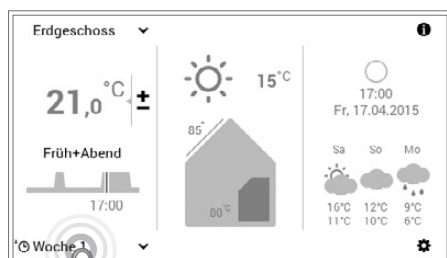 Erdgeschoss
21,0 °C ±
Früh+Abend
17:00
Woche 1
15°C
85°
80°C
17:00
Fr, 17.04.2015
Sa So Mo
16°C 12°C 9°C
11°C 10°C 6°C